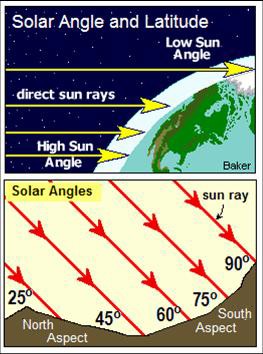 Solar Angle and Latitude
Low Sun
Angle
direct sun rays
High Sun
Angle
Baker
Solar Angles
sun ray
90°
25°
45°
60°
75°
North
Aspect
South
Aspect